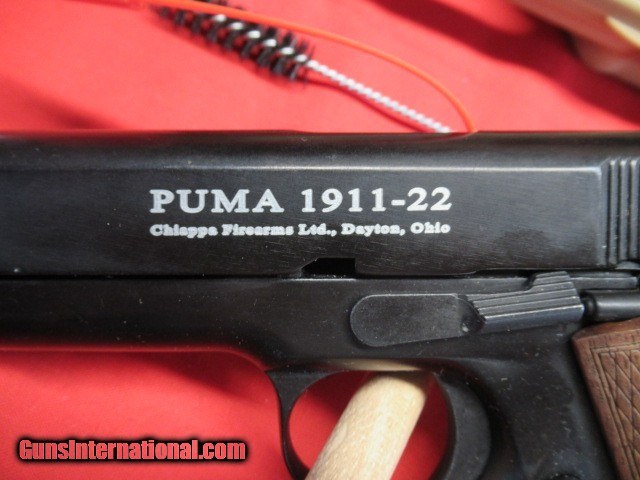 PUMA 1911-22
Chiappa Firearms Ltd., Dayton, Ohio
GunsInternational.com